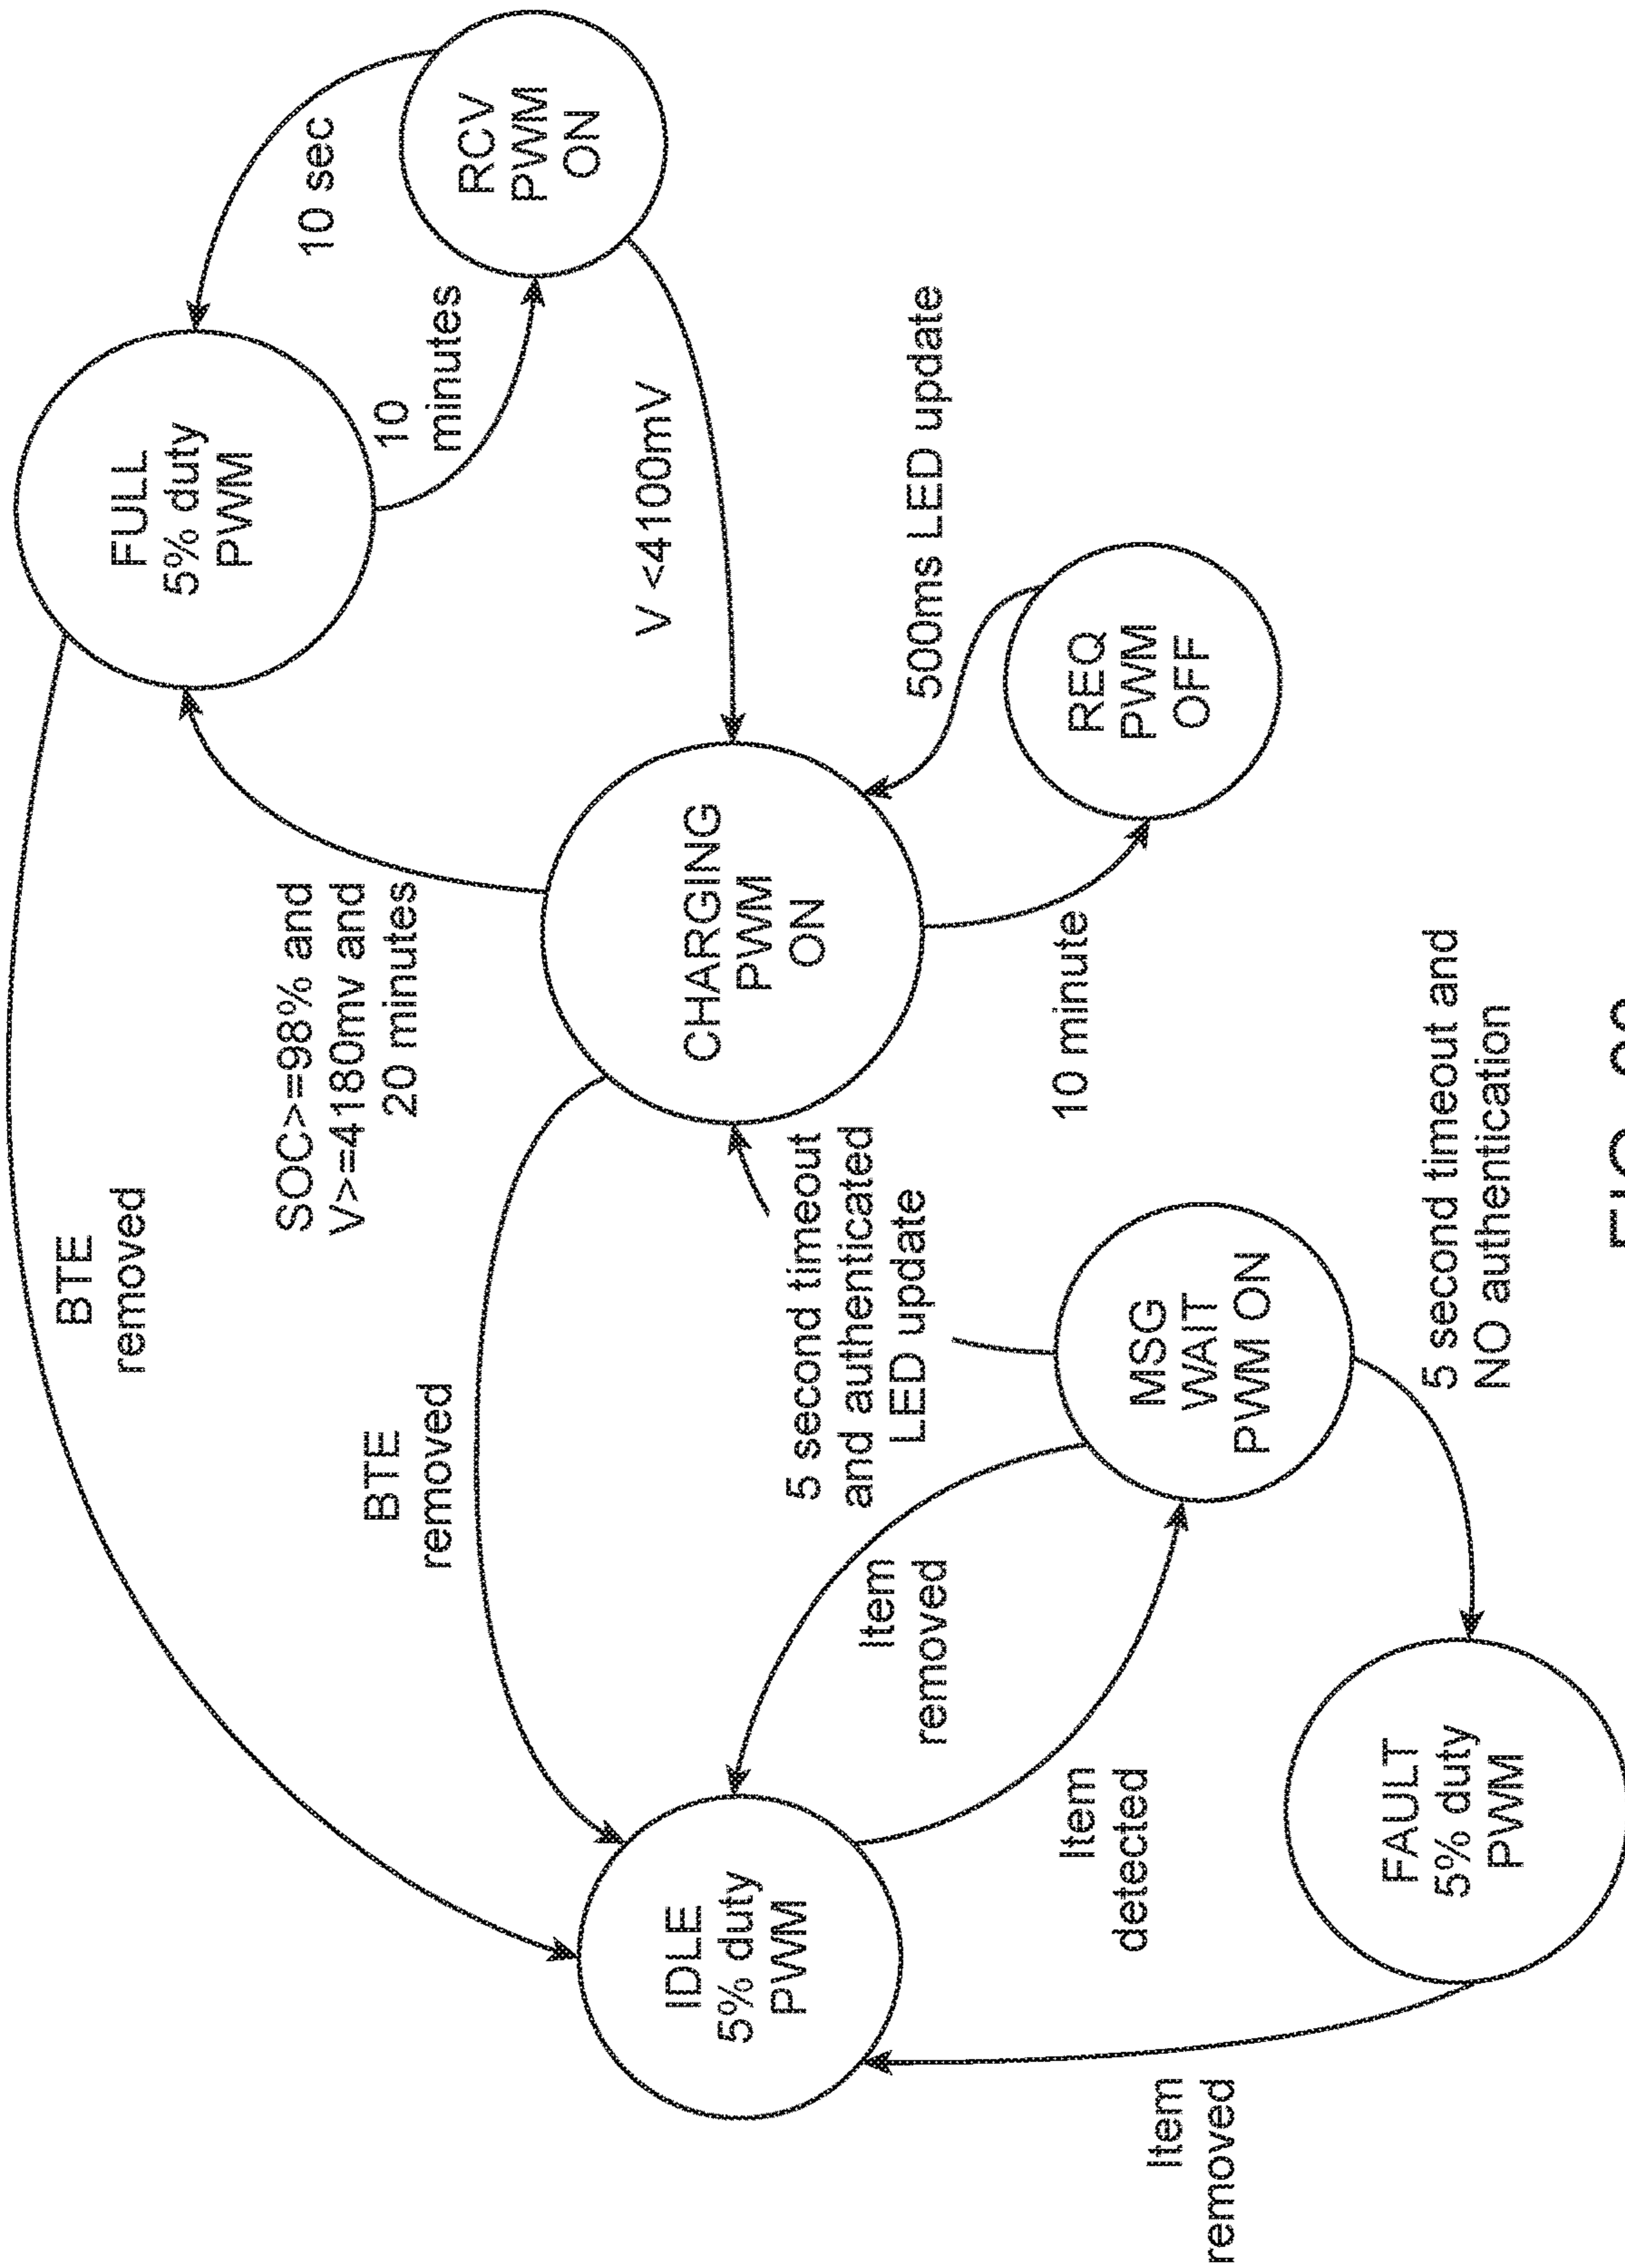 FULL
5% duty
PWM
10 sec
RCV
PWM
ON
10
minutes
BTE
removed
SOC>=98% and
V>=4180mv and
20 minutes
V <4100mV
CHARGING
PWM
ON
500ms LED update
REQ
PWM
OFF
10 minute
BTE
removed
5 second timeout
and authenticated
LED update
IDLE
5% duty
PWM
Item
removed
MSG
WAIT
PWM ON
Item
detected
5 second timeout and
NO authentication
FAULT
5% duty
PWM
Item
removed